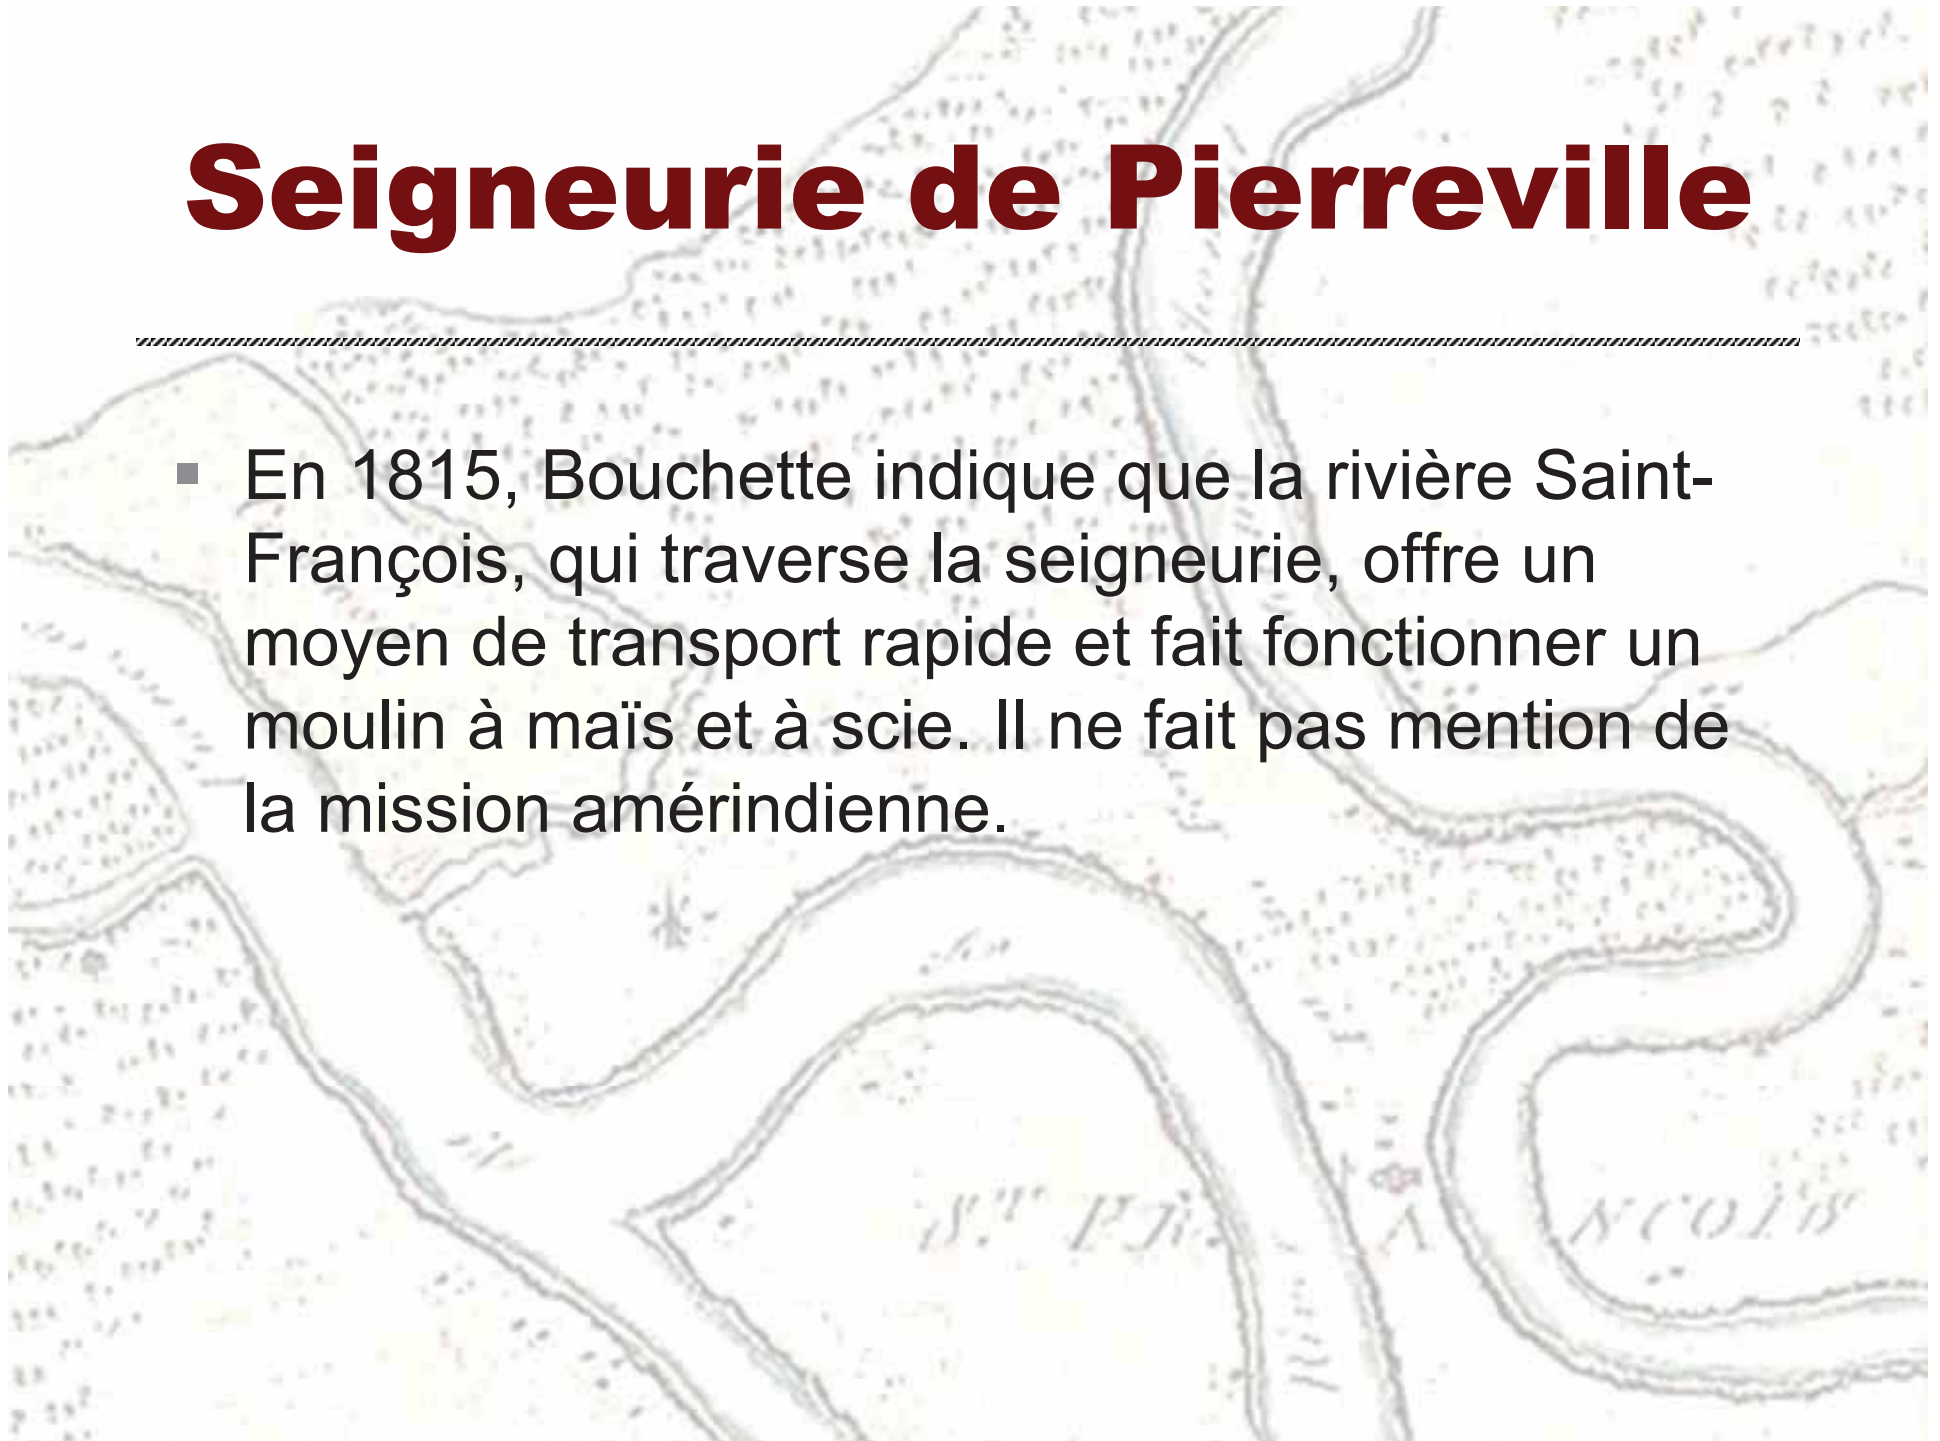 Seigneurie de Pierreville
En 1815, Bouchette indique que la rivière Saint-
François, qui traverse la seigneurie, offre un
moyen de transport rapide et fait fonctionner un
moulin à maïs et à scie. Il ne fait pas mention de
la mission amérindienne.